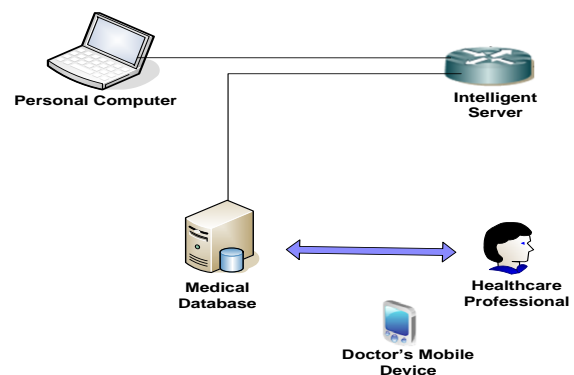 Personal Computer
Intelligent
Server
Medical
Database
Healthcare
Professional
Doctor's Mobile
Device